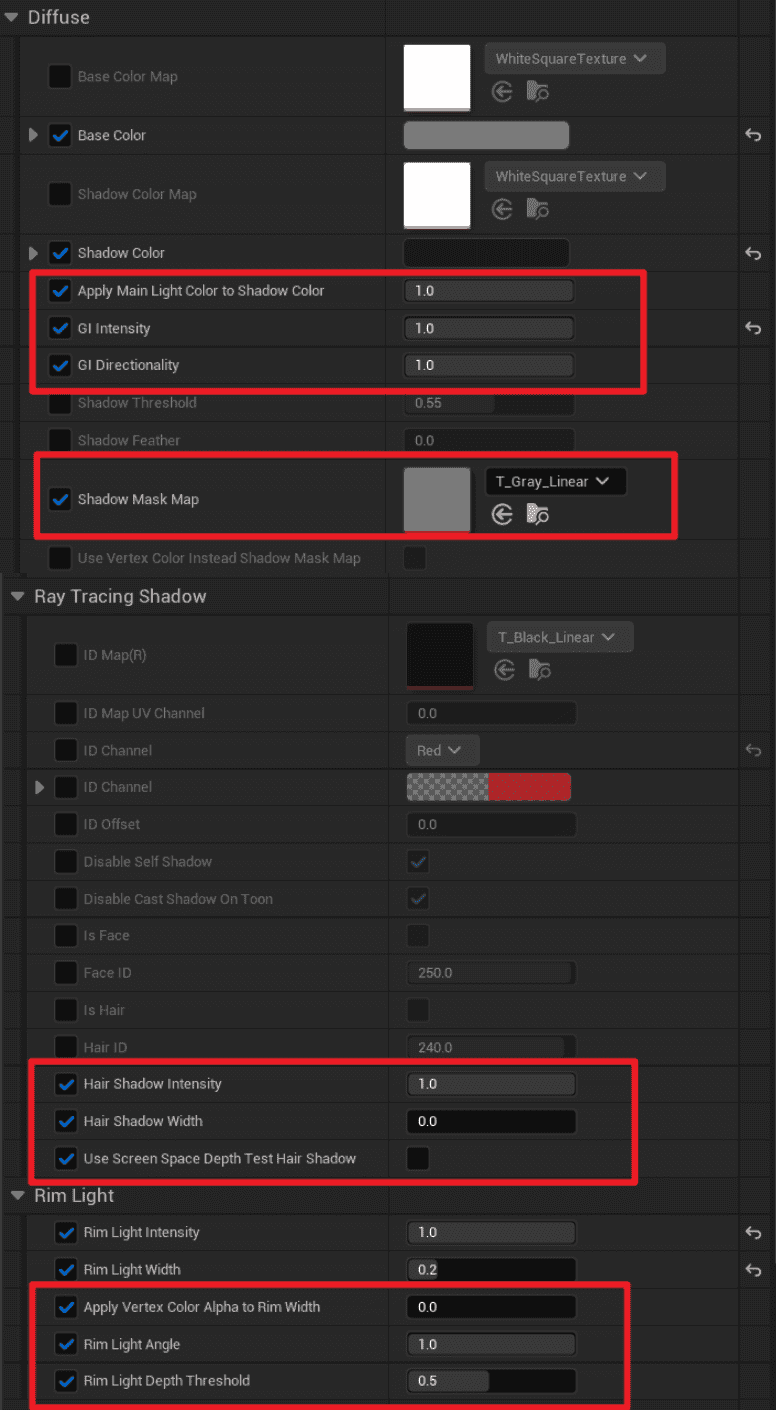 Diffuse
Base Color Map WhiteSquareTexture
Base Color
Shadow Color Map WhiteSquareTexture
Shadow Color
Apply Main Light Color to Shadow Color 1.0
GI Intensity 1.0
GI Directionality 1.0
Shadow Threshold 0.55
Shadow Feather 0.0
Shadow Mask Map T_Gray_Linear
Use Vertex Color Instead Shadow Mask Map
Ray Tracing Shadow
ID Map(R) T_Black_Linear
ID Map UV Channel 0.0
ID Channel Red
ID Channel
ID Offset 0.0
Disable Self Shadow
Disable Cast Shadow On Toon
Is Face
Face ID 250.0
Is Hair
Hair ID 240.0
Hair Shadow Intensity 1.0
Hair Shadow Width 0.0
Use Screen Space Depth Test Hair Shadow
Rim Light
Rim Light Intensity 1.0
Rim Light Width 0.2
Apply Vertex Color Alpha to Rim Width 0.0
Rim Light Angle 1.0
Rim Light Depth Threshold 0.5